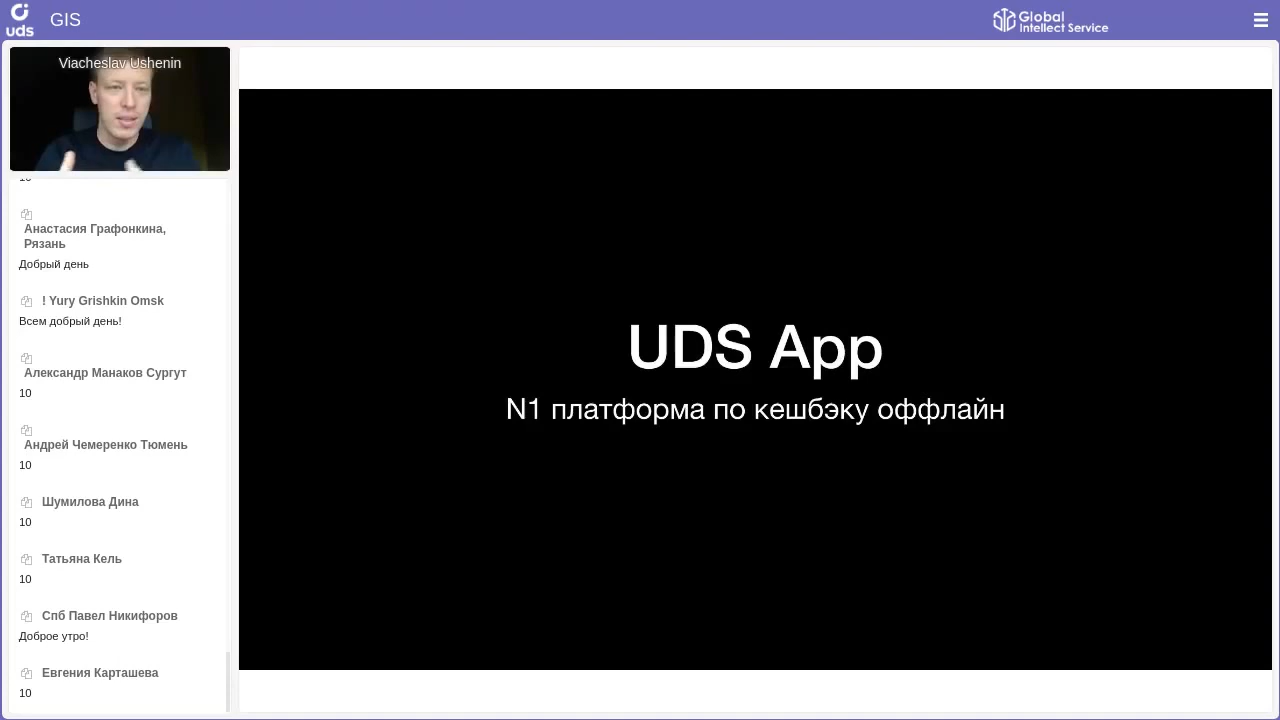 uds
GIS
Global
Intellect Service
Viacheslav Ushenin
10
Анастасия Графонкина,
Рязань
Добрый день
! Yury Grishkin Omsk
Всем добрый день!
Александр Манаков Сургут
10
Андрей Чемеренко Тюмень
10
Шумилова Дина
10
Татьяна Кель
10
Спб Павел Никифоров
Доброе утро!
Евгения Карташева
10
UDS App
N1 платформа по кешбэку оффлайн